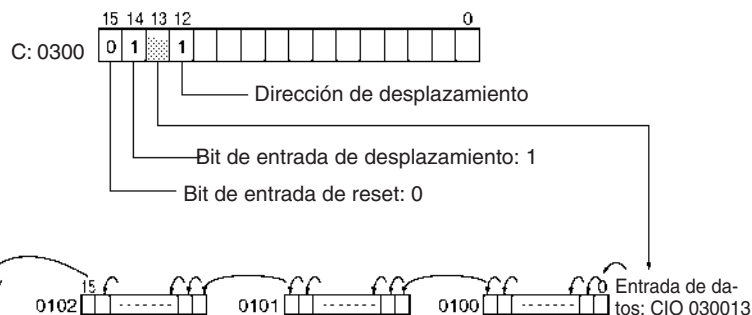 15 14 13 12 0
C: 0300 0 1 1
Dirección de desplazamiento
Bit de entrada de desplazamiento: 1
Bit de entrada de reset: 0
15 0 Entrada de da-
0102 0101 0100 tos: CIO 030013